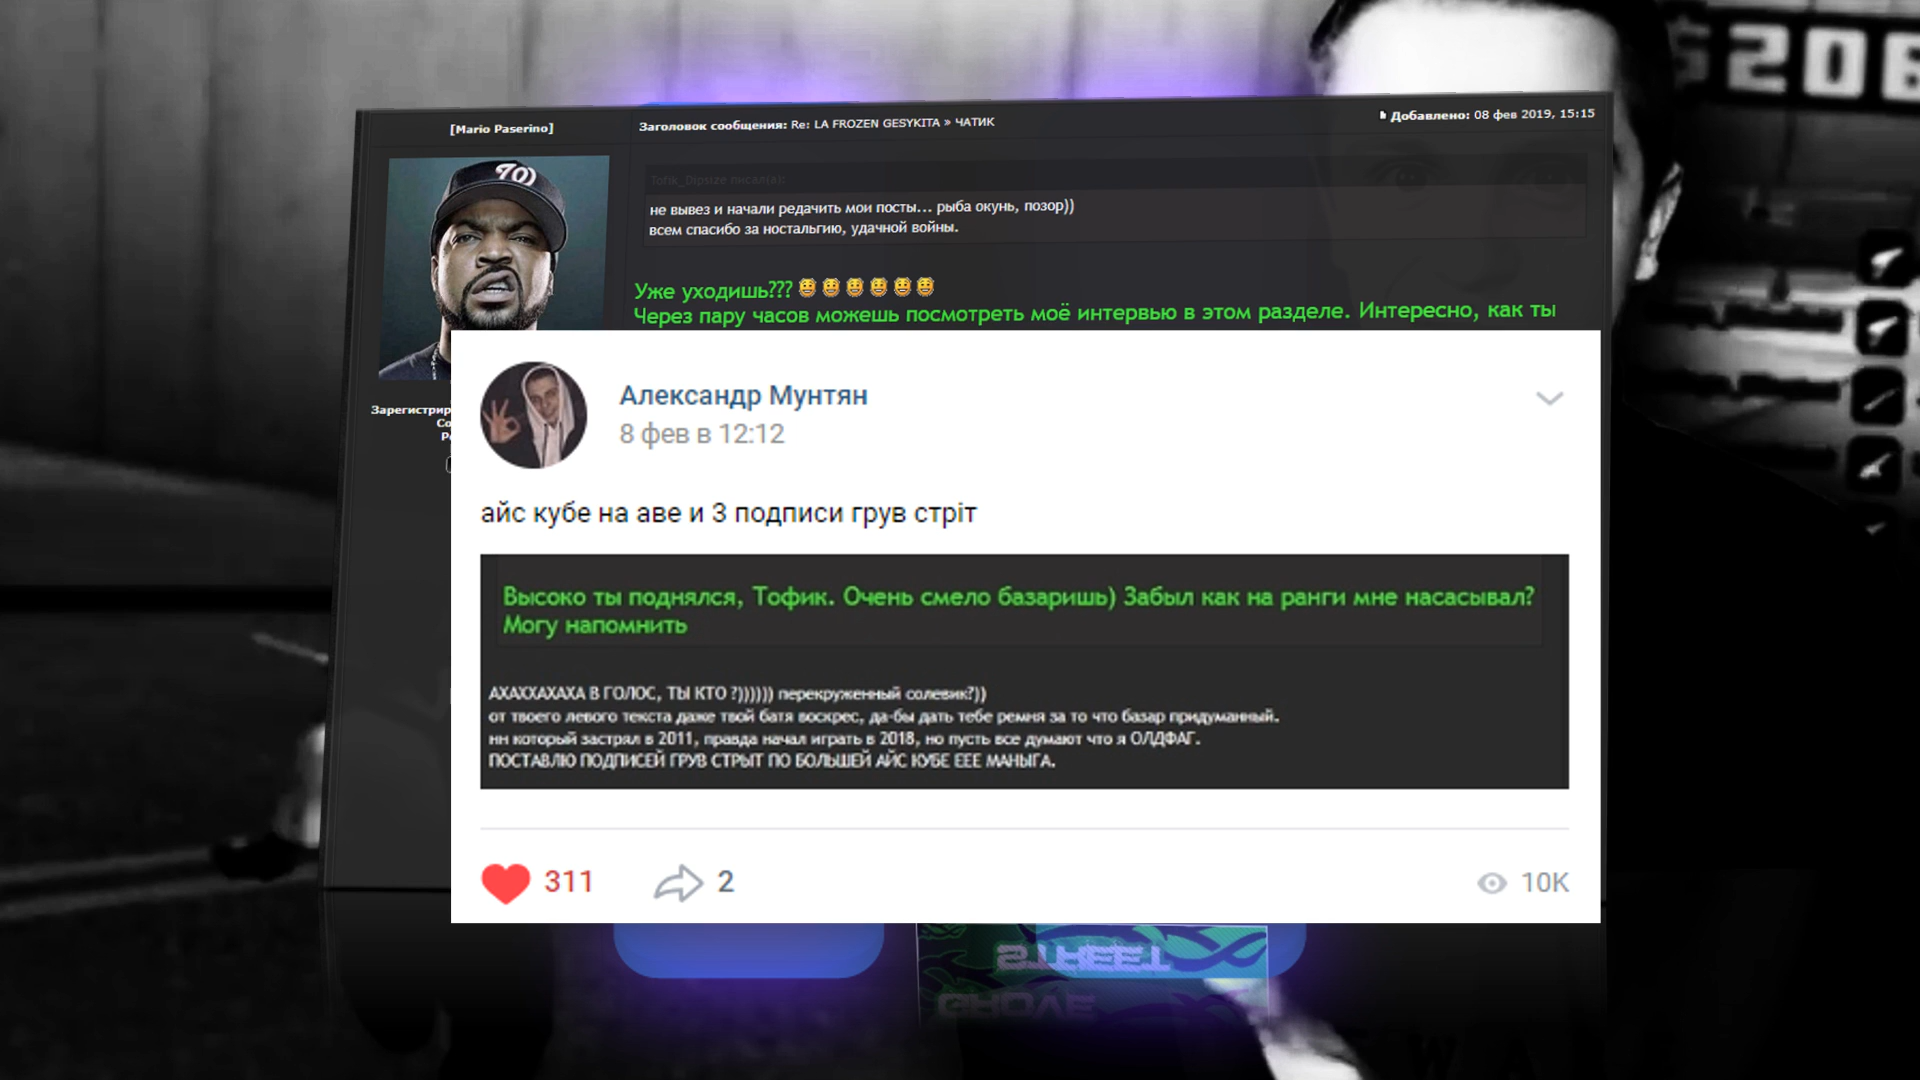 [Mario Paserino]
Заголовок сообщения: Re: LA FROZEN GESYKITA » ЧАТИК
Добавлено: 08 фев 2019, 15:15
Tofik_Dipsize писал(а):
не вывез и начали редачить мои посты... рыба окунь, позор))
всем спасибо за ностальгию, удачной войны.
Уже уходишь???
Через пару часов можешь посмотреть моё интервью в этом разделе. Интересно, как ты
Александр Мунтян
8 фев в 12:12
айс кубе на аве и 3 подписи грув стріт
Высоко ты поднялся, Тофик. Очень смело базаришь) Забыл как на ранги мне насасывал?
Могу напомнить
АХАХХАХАХА В ГОЛОС, ТЫ КТО ?)))))) перекруженный солевик?))
от твоего левого текста даже твой батя воскрес, да-бы дать тебе ремня за то что базар придуманный.
нн который застрял в 2011, правда начал играть в 2018, но пусть все думают что я ОЛДФАГ.
ПОСТАВЛЮ ПОДПИСЕЙ ГРУВ СТРЫТ ПО БОЛЬШЕЙ АЙС КУБЕ ЕЕЕ МАНЫГА.
311
2
10K
STREET
GROVE